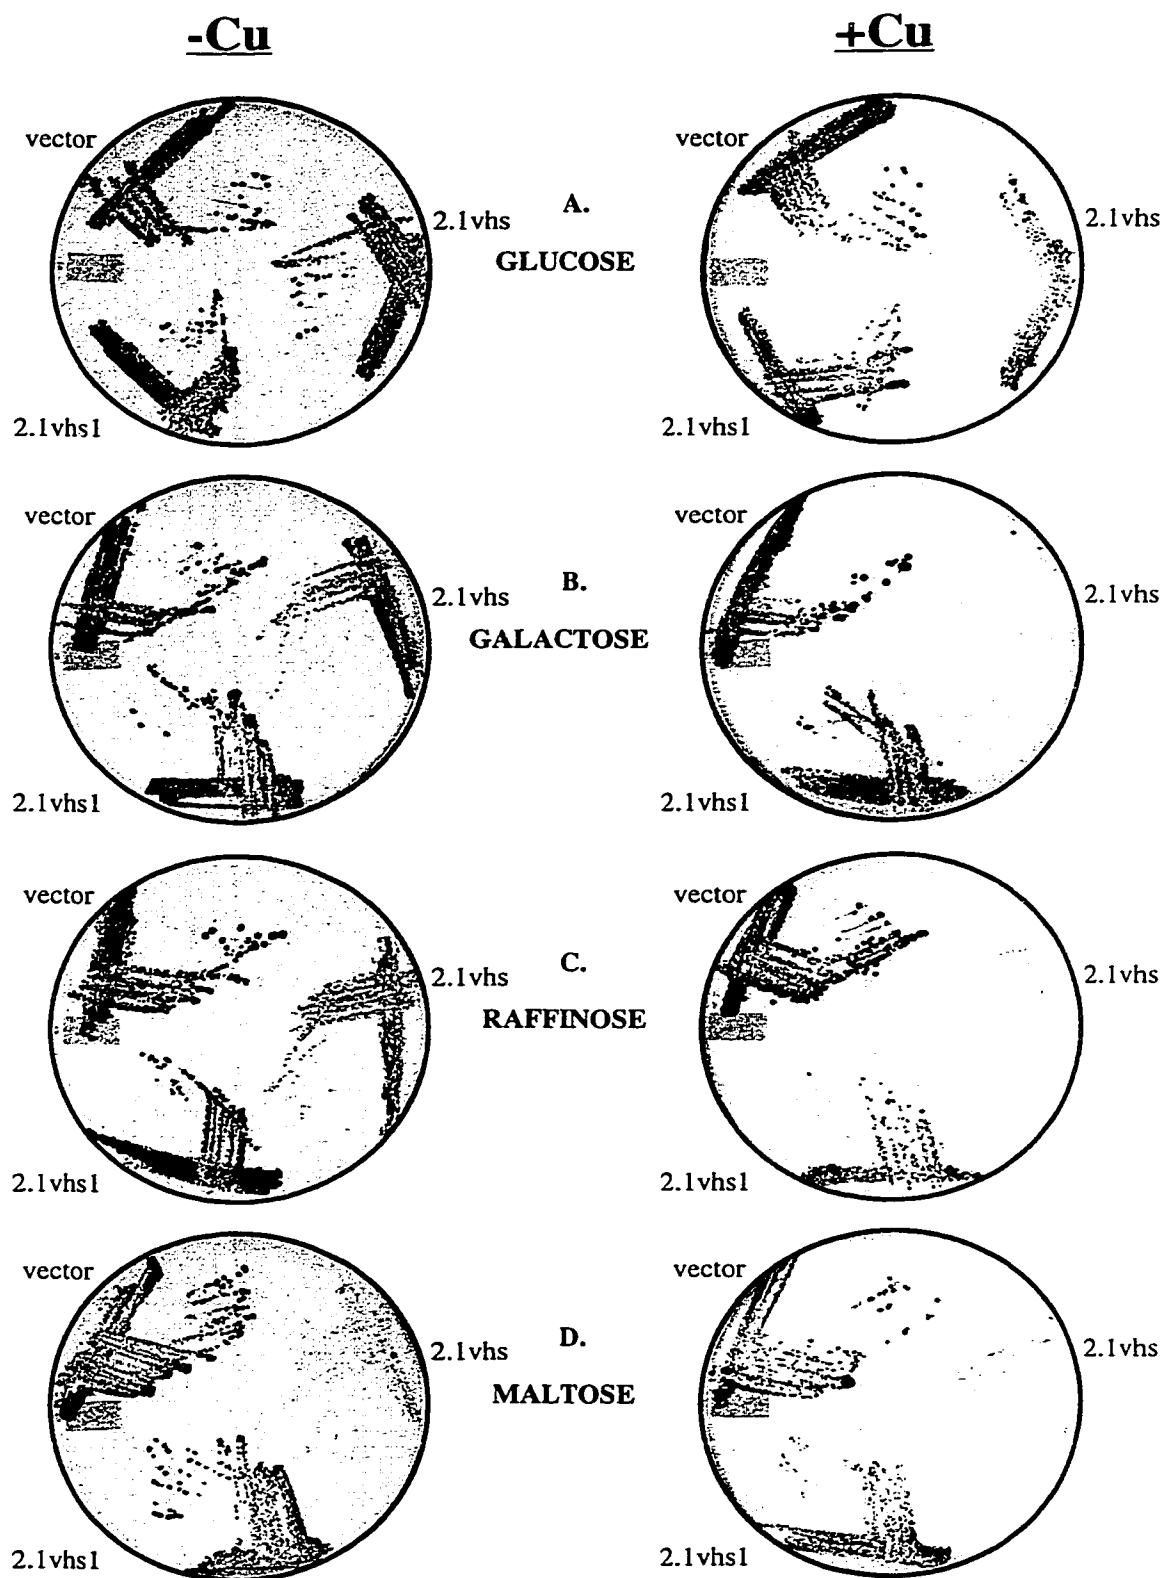 -Cu
+Cu
vector
2.1vhs
2.1vhs1
A.
GLUCOSE
vector
2.1vhs
2.1vhs1
vector
2.1vhs
2.1vhs1
B.
GALACTOSE
vector
2.1vhs
2.1vhs1
vector
2.1vhs
2.1vhs1
C.
RAFFINOSE
vector
2.1vhs
2.1vhs1
vector
2.1vhs
2.1vhs1
D.
MALTOSE
vector
2.1vhs
2.1vhs1